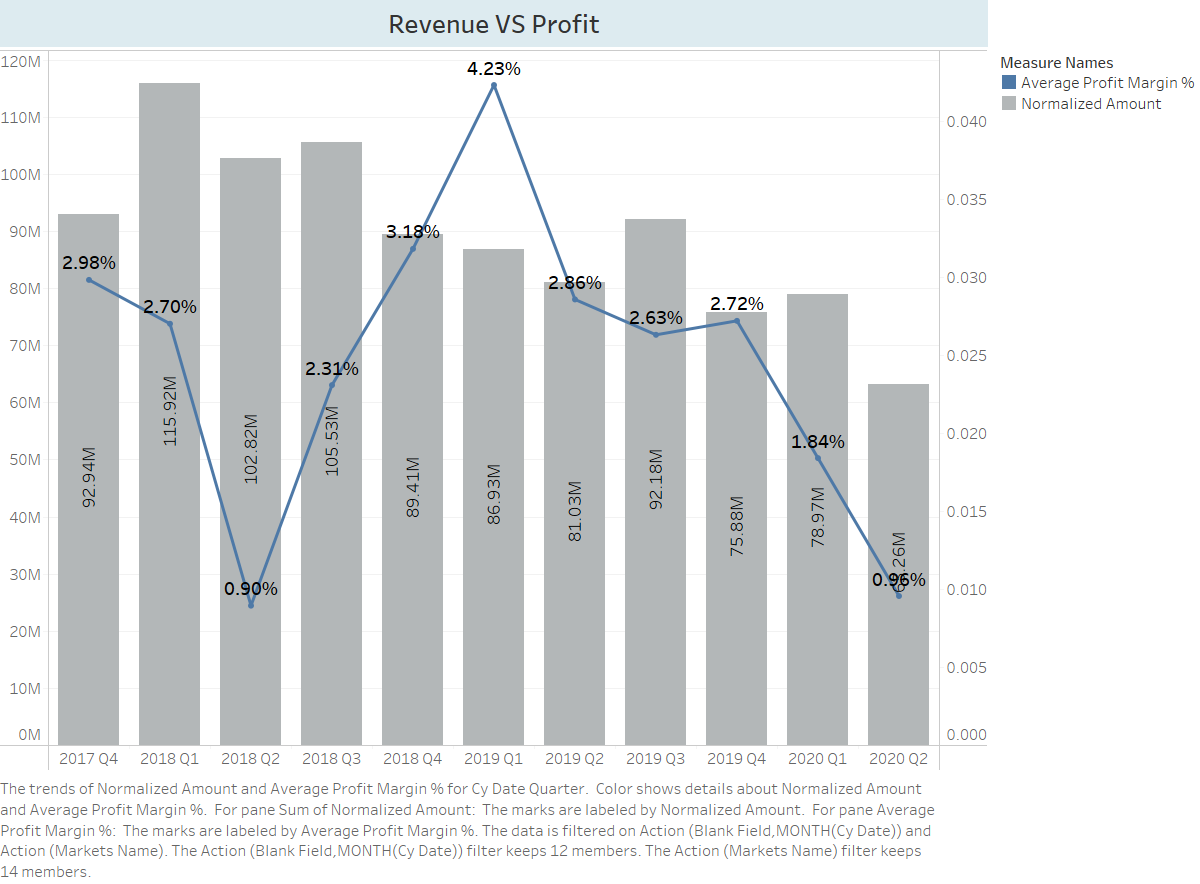 Revenue VS Profit
Measure Names
Average Profit Margin %
Normalized Amount
120M
110M
100M
90M
80M
70M
60M
50M
40M
30M
20M
10M
0M
0.040
0.035
0.030
0.025
0.020
0.015
0.010
0.005
0.000
2.98%
2.70%
0.90%
2.31%
3.18%
4.23%
2.86%
2.63%
2.72%
1.84%
0.96%
92.94M
115.92M
102.82M
105.53M
89.41M
86.93M
81.03M
92.18M
75.88M
78.97M
2017 Q4 2018 Q1 2018 Q2 2018 Q3 2018 Q4 2019 Q1 2019 Q2 2019 Q3 2019 Q4 2020 Q1 2020 Q2
The trends of Normalized Amount and Average Profit Margin % for Cy Date Quarter.  Color shows details about Normalized Amount
and Average Profit Margin %.  For pane Sum of Normalized Amount:  The marks are labeled by Normalized Amount.  For pane Average
Profit Margin %:  The marks are labeled by Average Profit Margin %. The data is filtered on Action (Blank Field,MONTH(Cy Date)) and
Action (Markets Name). The Action (Blank Field,MONTH(Cy Date)) filter keeps 12 members. The Action (Markets Name) filter keeps
14 members.